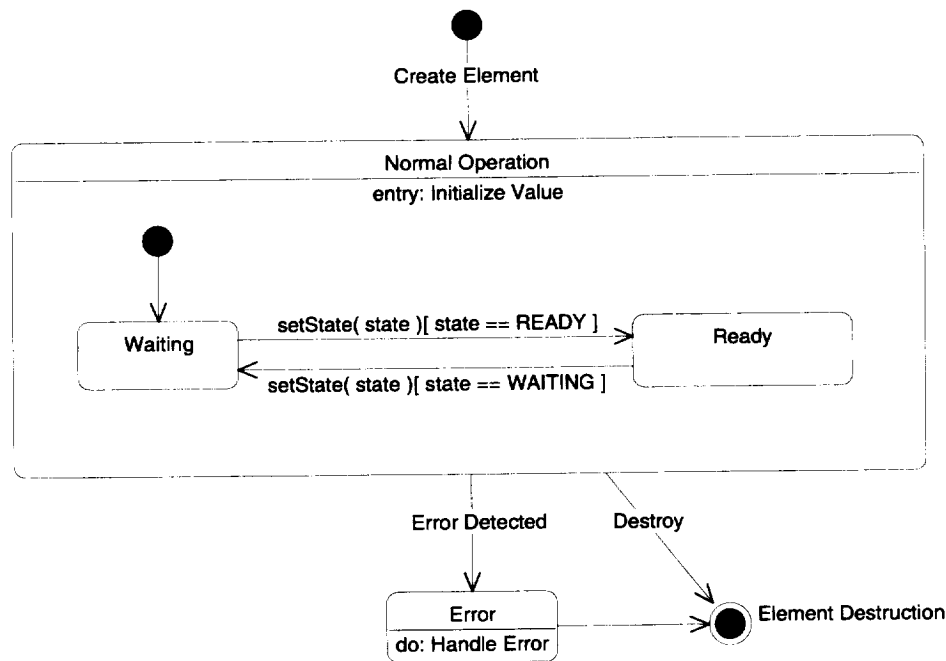 Create Element
Normal Operation
entry: Initialize Value
setState( state )[ state == READY ]
Waiting
Ready
setState( state )[ state == WAITING ]
Error Detected
Destroy
Error
Element Destruction
do: Handle Error